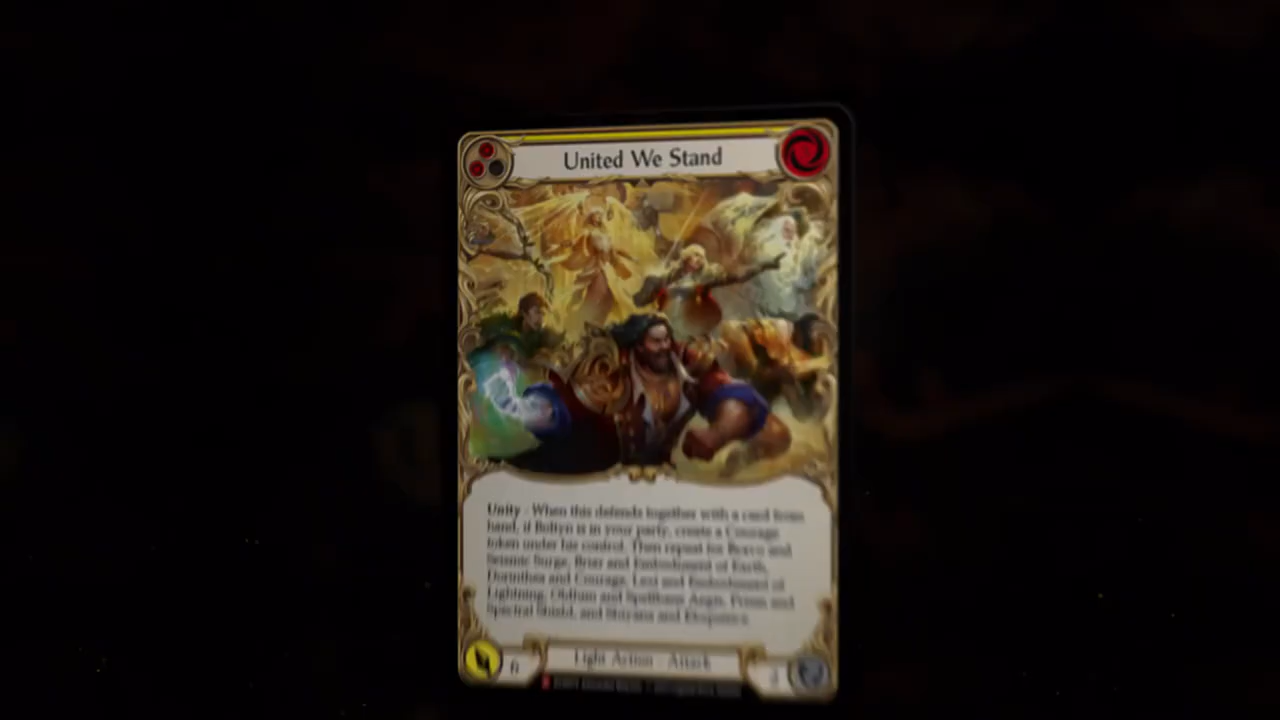 United We Stand
Unity - When this defends together with a card from
hand, if Boltyn is in your party, create a Courage
token under his control. Then repeat for Bravo and
Seismic Surge, Briar and Embodiment of Earth,
Dorinthea and Courage, Lexi and Embodiment of
Lightning, Oldhim and Spellbane Aegis, Prism and
Spectral Shield, and Shiyana and
6
Light Action - Attack